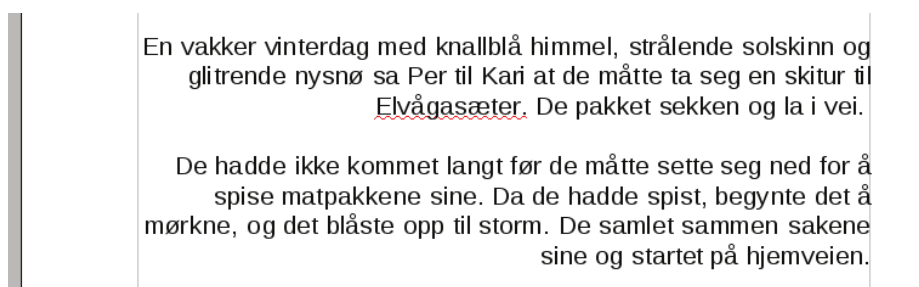 En vakker vinterdag med knallblå himmel, strålende solskinn og
glitrende nysnø sa Per til Kari at de måtte ta seg en skitur til
Elvågasæter. De pakket sekken og la i vei.
De hadde ikke kommet langt før de måtte sette seg ned for å
spise matpakkene sine. Da de hadde spist, begynte det å
mørkne, og det blåste opp til storm. De samlet sammen sakene
sine og startet på hjemveien.